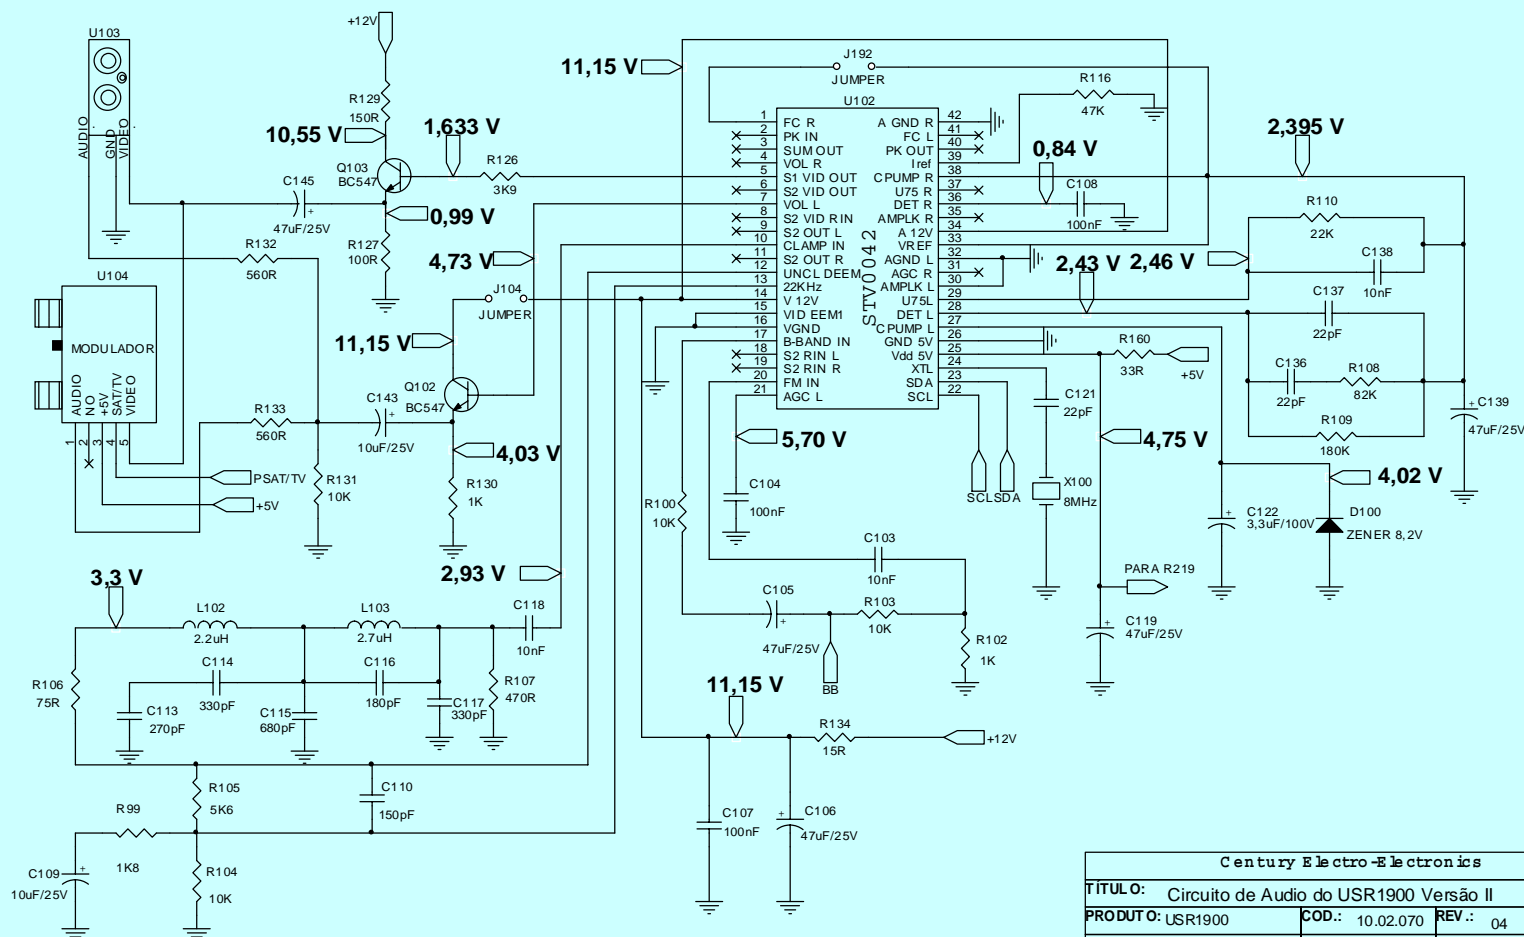 U103
AUDIO
GND
VIDEO
+12V
R129
150R
10,55 V
1,633 V
Q103
BC547
R126
3K9
C145
47uF/25V
0,99 V
R127
100R
R132
560R
4,73 V
J104
JUMPER
U104
MODULADOR
AUDIO
NO
+5V
SAT/TV
VIDEO
1
2
3
4
5
11,15 V
Q102
BC547
R133
560R
C143
10uF/25V
4,03 V
PSAT/TV
+5V
R131
10K
R130
1K
11,15 V
J192
JUMPER
R116
47K
U102
STV0042
1 FC R
2 PK IN
3 SUM OUT
4 VOL R
5 S1 VID OUT
6 S2 VID OUT
7 VOL L
8 S2 VID RIN
9 S2 OUT L
10 CLAMP IN
11 S2 OUT R
12 UNCL DEEM
13 22KHz
14 V 12V
15 VID EEM1
16 VGND
17 B-BAND IN
18 S2 RIN L
19 S2 RIN R
20 FM IN
21 AGC L
A GND R 42
FC L 41
PK OUT 40
Iref 39
CPUMP R 38
U75 R 37
DET R 36
AMPLK R 35
A 12V 34
VREF 33
AGND L 32
AGC R 31
AMPLK L 30
U75L 29
DET L 28
CPUMP L 27
GND 5V 26
Vdd 5V 25
XTL 24
SDA 23
SCL 22
0,84 V
C108
100nF
2,395 V
R110
22K
C138
10nF
2,43 V
2,46 V
C137
22pF
R160
33R
+5V
C136
22pF
R108
82K
R109
180K
C139
47uF/25V
C121
22pF
4,75 V
X100
8MHz
SCL
SDA
4,02 V
C122
3,3uF/100V
D100
ZENER 8,2V
PARA R219
C119
47uF/25V
5,70 V
C104
100nF
R100
10K
C103
10nF
C105
47uF/25V
R103
10K
R102
1K
BB
3,3 V
2,93 V
L102
2.2uH
L103
2.7uH
C118
10nF
C114
330pF
C116
180pF
R106
75R
C113
270pF
C115
680pF
C117
330pF
R107
470R
11,15 V
R134
15R
+12V
R105
5K6
C110
150pF
C107
100nF
C106
47uF/25V
R99
1K8
C109
10uF/25V
R104
10K
Century Electro-Electronics
TÍTULO: Circuito de Audio do USR1900 Versão II
PRODUTO: USR1900 COD.: 10.02.070 REV.: 04